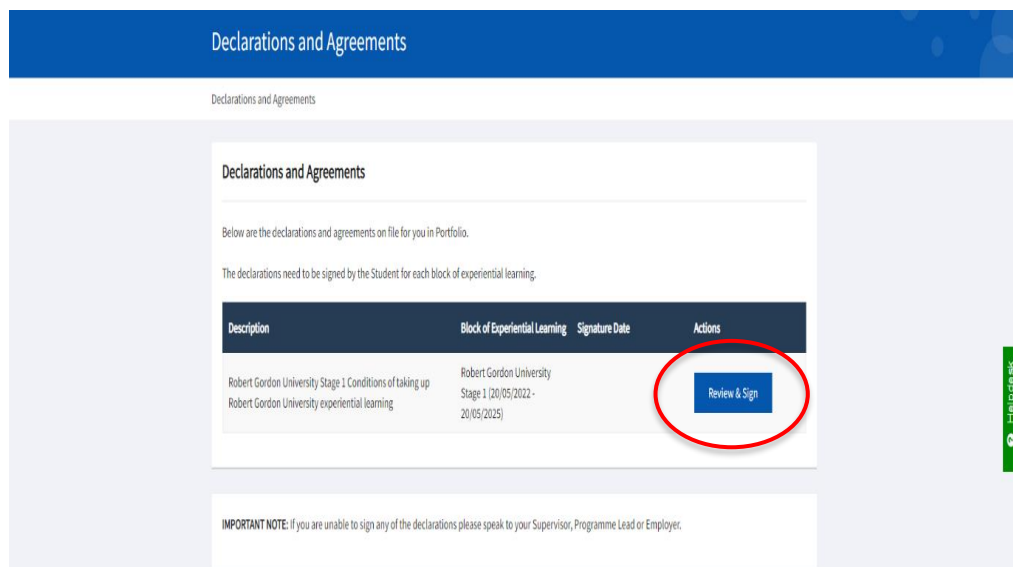 Declarations and Agreements
Declarations and Agreements
Declarations and Agreements
Below are the declarations and agreements on file for you in Portfolio.
The declarations need to be signed by the Student for each block of experiential learning.
Description Block of Experiential Learning Signature Date Actions
Robert Gordon University Stage 1 Conditions of taking up
Robert Gordon University experiential learning
Robert Gordon University
Stage 1 (20/05/2022 -
20/05/2025)
Review & Sign
Helpdesk
IMPORTANT NOTE: If you are unable to sign any of the declarations please speak to your Supervisor, Programme Lead or Employer.